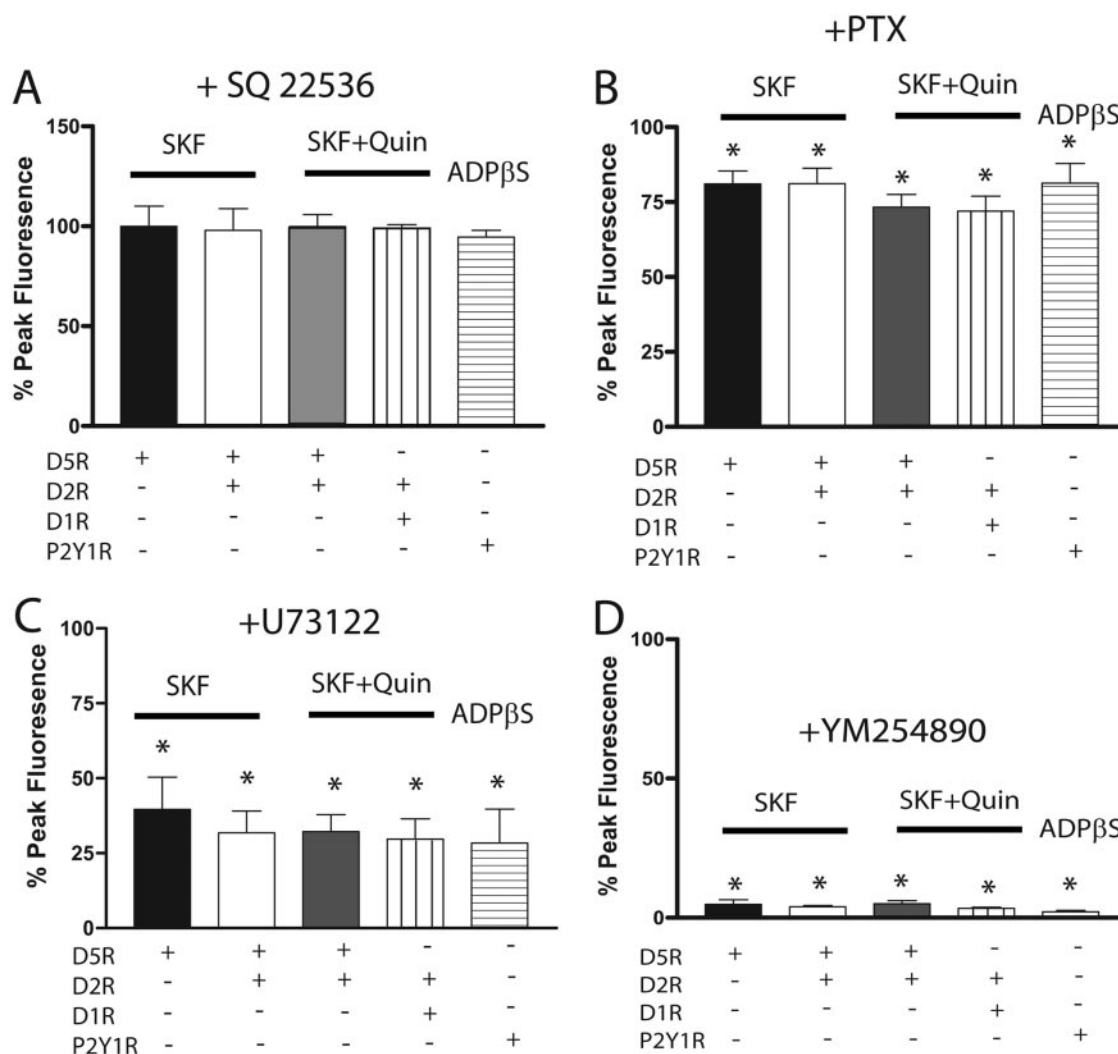 A
+ SQ 22536
SKF
SKF+Quin
ADPβS
% Peak Fluorescence
150
100
50
0
D5R + + + - -
D2R - + + + -
D1R - - - + -
P2Y1R - - - - +
B
+PTX
SKF
SKF+Quin
ADPβS
% Peak Fluorescence
100
75
50
25
0
* * * * *
D5R + + + - -
D2R - + + + -
D1R - - - + -
P2Y1R - - - - +
C
+U73122
SKF
SKF+Quin
ADPβS
% Peak Fluoresence
100
75
50
25
0
* * * * *
D5R + + + - -
D2R - + + + -
D1R - - - + -
P2Y1R - - - - +
D
+YM254890
SKF
SKF+Quin
ADPβS
% Peak Fluorescence
100
50
0
* * * * *
D5R + + + - -
D2R - + + + -
D1R - - - + -
P2Y1R - - - - +